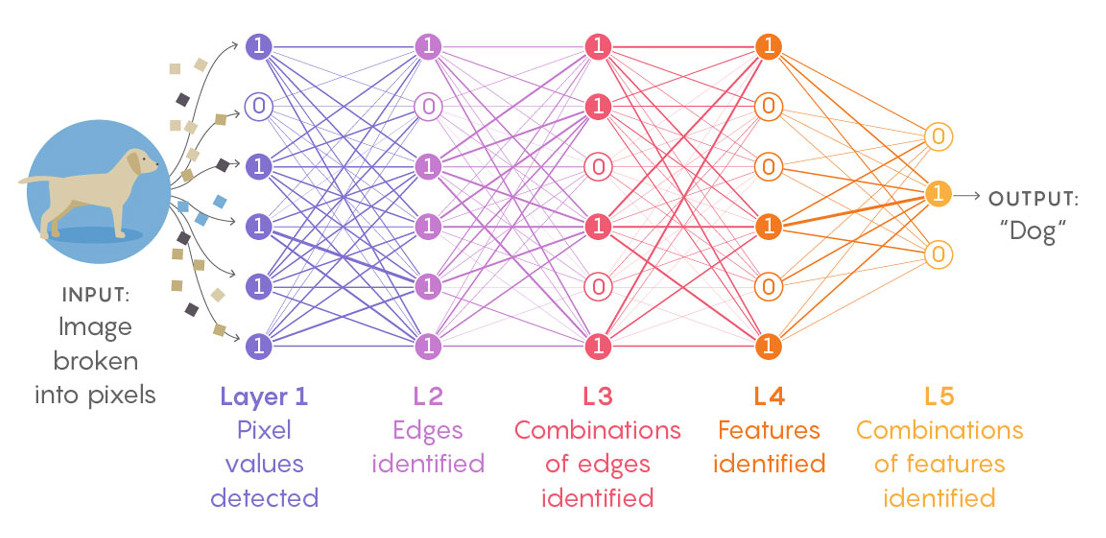 INPUT:
Image
broken
into pixels
1
0
1
1
1
1
Layer 1
Pixel
values
detected
1
0
1
1
1
1
L2
Edges
identified
1
1
0
1
0
1
L3
Combinations
of edges
identified
1
0
0
1
0
1
L4
Features
identified
0
1
0
L5
Combinations
of features
identified
OUTPUT:
“Dog“